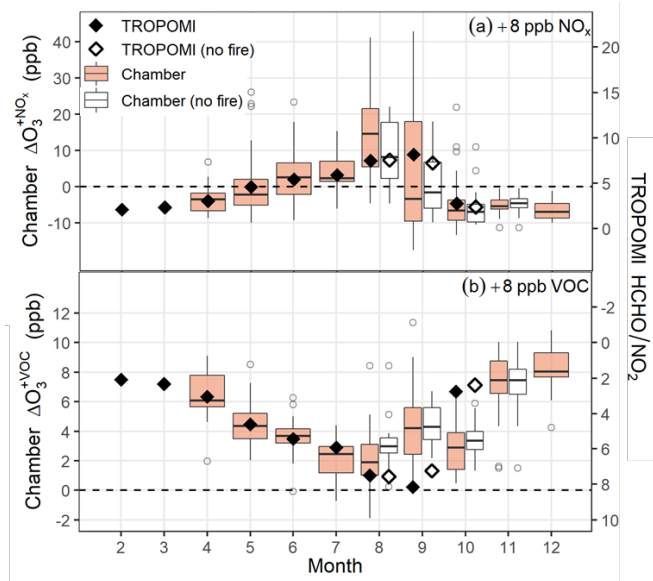 TROPOMI
TROPOMI (no fire)
Chamber
Chamber (no fire)
(a) +8 ppb NOₓ
Chamber ΔO₃⁺ᴺᴼˣ (ppb)
40
30
20
10
0
-10
20
15
10
5
0
(b) +8 ppb VOC
Chamber ΔO₃⁺ⱽᴼᶜ (ppb)
12
10
8
6
4
2
0
-2
-2
0
2
4
6
8
10
TROPOMI HCHO/NO₂
2 3 4 5 6 7 8 9 10 11 12
Month